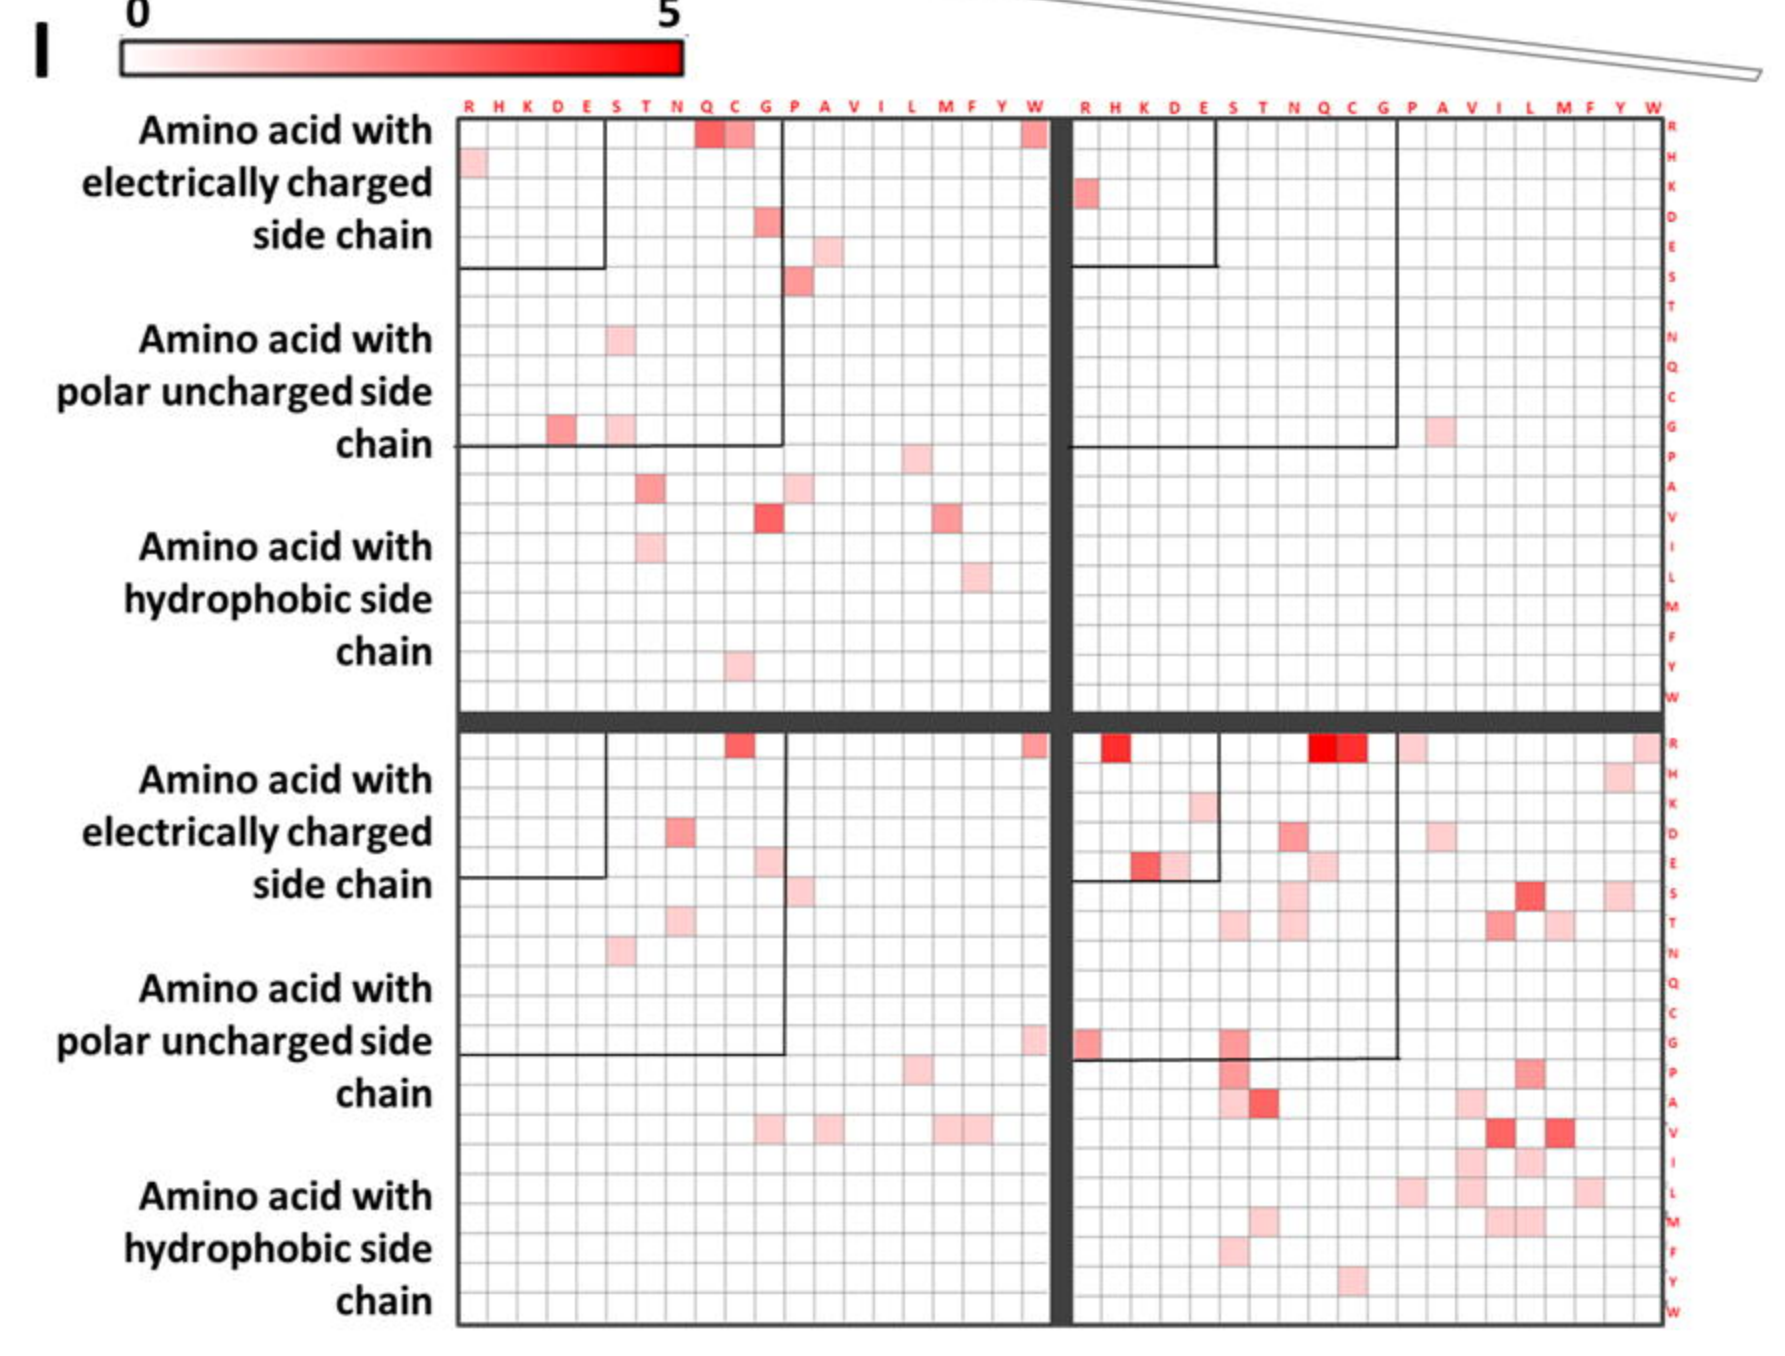 0 5
I
R H K D E S T N Q C G P A V I L M F Y W R H K D E S T N Q C G P A V I L M F Y W
Amino acid with
electrically charged
side chain
Amino acid with
polar uncharged side
chain
Amino acid with
hydrophobic side
chain
R
H
K
D
E
S
T
N
Q
C
G
P
A
V
I
L
M
F
Y
W
Amino acid with
electrically charged
side chain
Amino acid with
polar uncharged side
chain
Amino acid with
hydrophobic side
chain
R
H
K
D
E
S
T
N
Q
C
G
P
A
V
I
L
M
F
Y
W